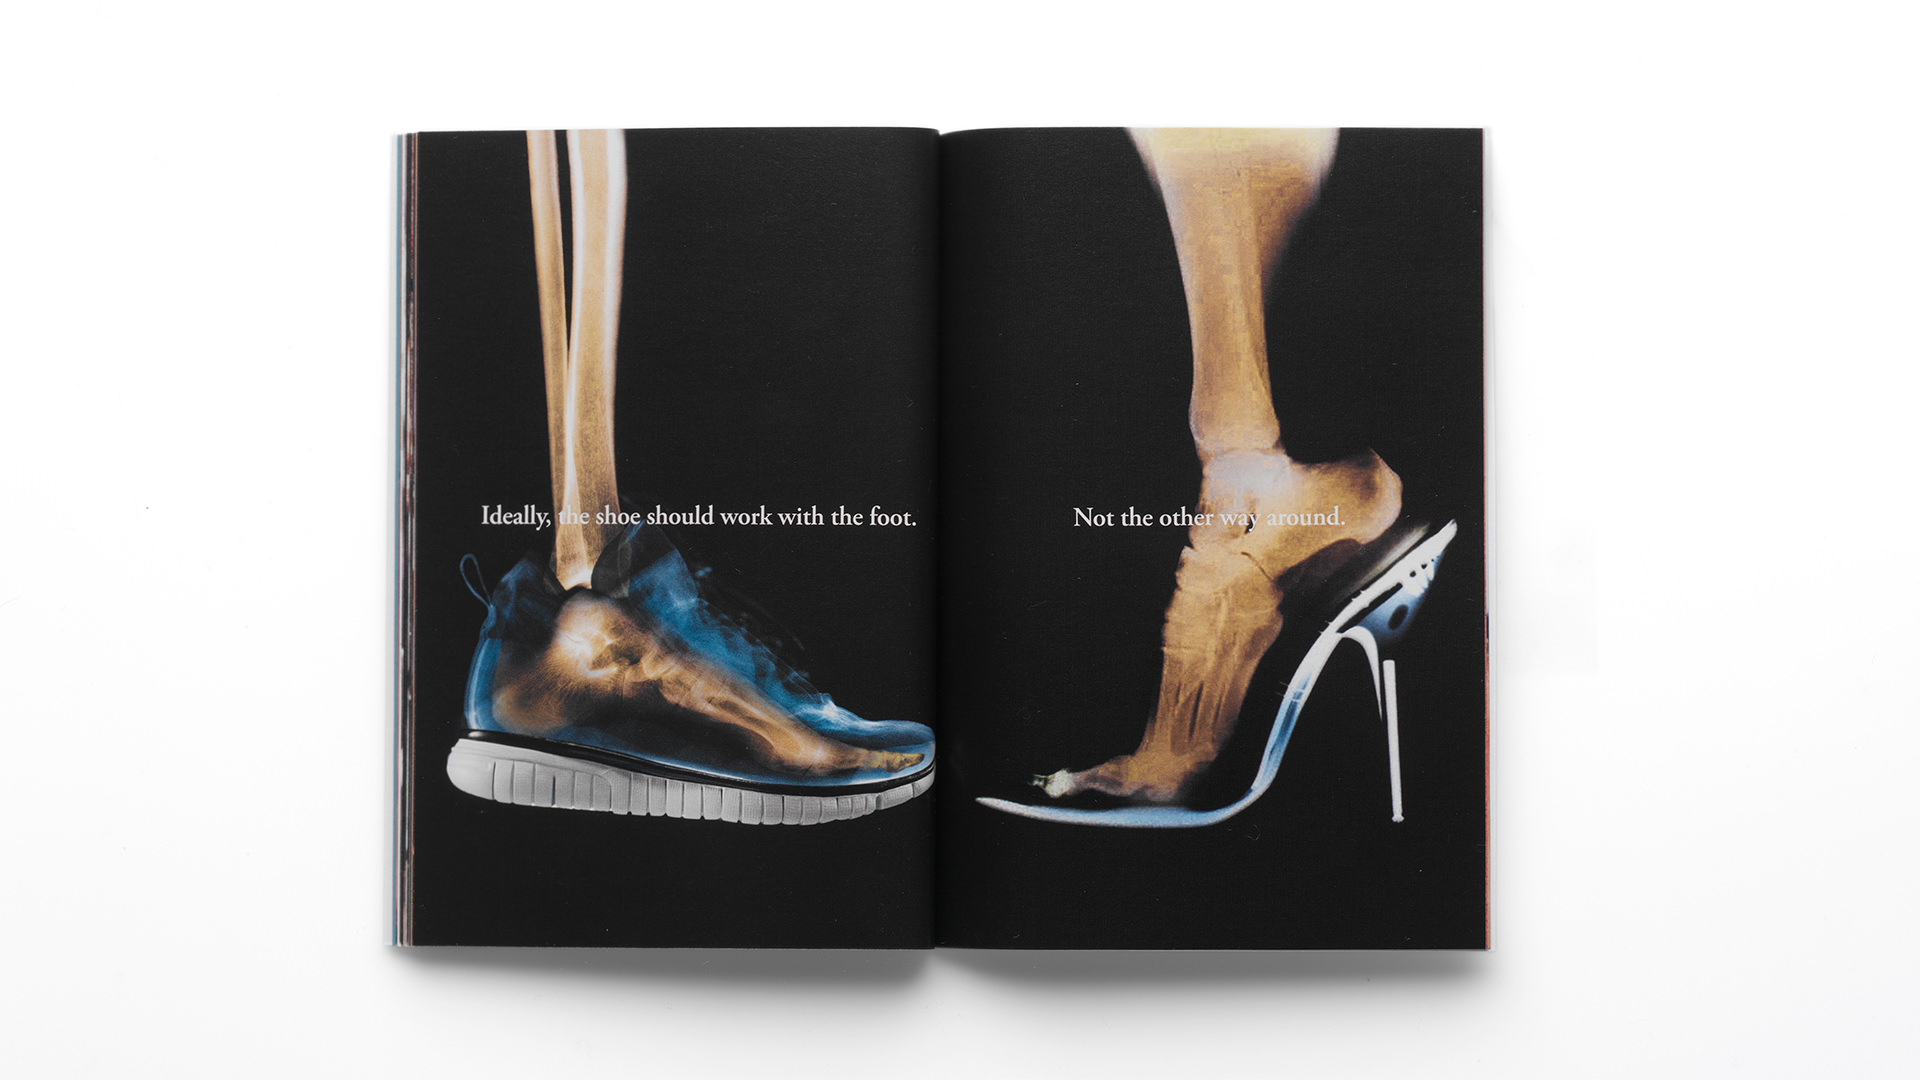 Ideally, the shoe should work with the foot.
Not the other way around.